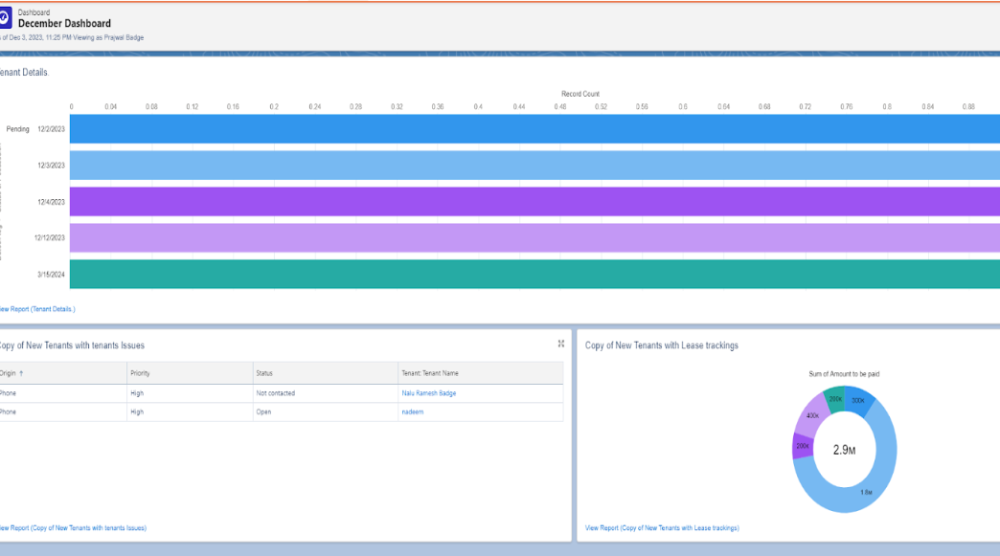 Dashboard
December Dashboard
of Dec 3, 2023, 11:25 PM Viewing as Prajwal Badge
enant Details.
Record Count
0 0.04 0.08 0.12 0.16 0.2 0.24 0.28 0.32 0.36 0.4 0.44 0.48 0.52 0.56 0.6 0.64 0.68 0.72 0.76 0.8 0.84 0.88
Pending 12/2/2023
12/3/2023
12/4/2023
12/12/2023
3/15/2024
iew Report (Tenant Details.)
Copy of New Tenants with tenants Issues
Origin ↑ Priority Status Tenant: Tenant Name
Phone High Not contacted Nalu Ramesh Badge
Phone High Open nadeem
iew Report (Copy of New Tenants with tenants Issues)
Copy of New Tenants with Lease trackings
Sum of Amount to be paid
200K 300K
400K
200K
2.9M
1.8M
View Report (Copy of New Tenants with Lease trackings)